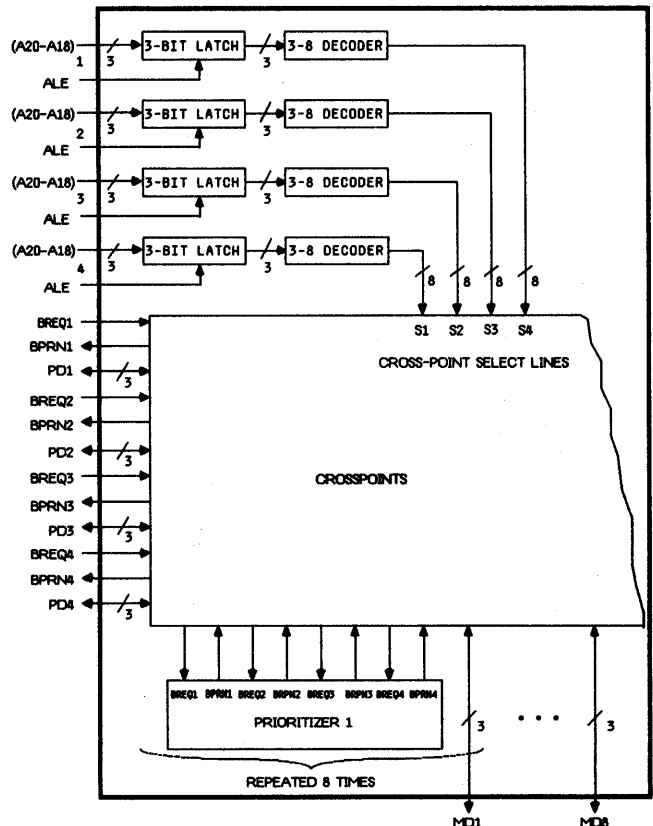 (A20-A18) 1 3 3-BIT LATCH 3 3-8 DECODER
ALE
(A20-A18) 2 3 3-BIT LATCH 3 3-8 DECODER
ALE
(A20-A18) 3 3 3-BIT LATCH 3 3-8 DECODER
ALE
(A20-A18) 4 3 3-BIT LATCH 3 3-8 DECODER
ALE
8 8 8 8
S1 S2 S3 S4
CROSS-POINT SELECT LINES
BREQ1
BPRN1
PD1 3
BREQ2
BPRN2
PD2 3
CROSSPOINTS
BREQ3
BPRN3
PD3 3
BREQ4
BPRN4
PD4 3
BREQ1 BPRN1 BREQ2 BRPN2 BREQ3 BRPN3 BREQ4 BPRN4
PRIORITIZER 1
3 • • • 3
REPEATED 8 TIMES
MD1 MD8